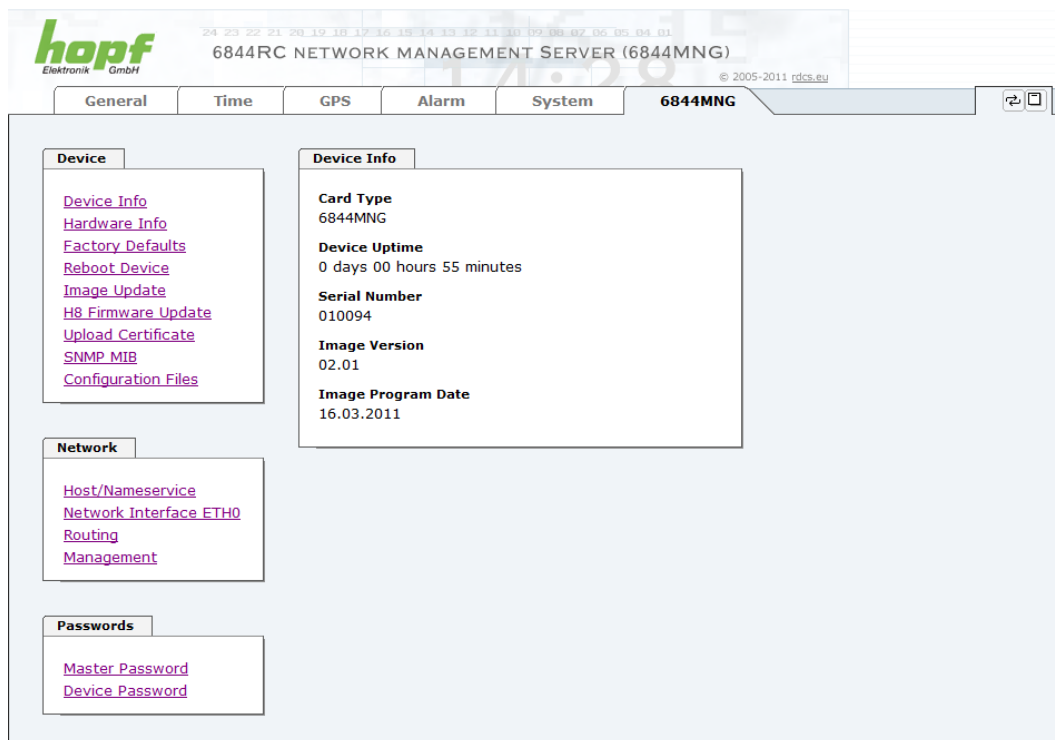 hopf
Elektronik GmbH
24 23 22 21 20 19 18 17 16 15 14 13 12 11 10 09 08 07 06 05 04 03 02 01
6844RC NETWORK MANAGEMENT SERVER (6844MNG)
14:28
© 2005-2011 rdcs.eu
General Time GPS Alarm System 6844MNG
Device
Device Info
Hardware Info
Factory Defaults
Reboot Device
Image Update
H8 Firmware Update
Upload Certificate
SNMP MIB
Configuration Files
Network
Host/Nameservice
Network Interface ETH0
Routing
Management
Passwords
Master Password
Device Password
Device Info
Card Type
6844MNG
Device Uptime
0 days 00 hours 55 minutes
Serial Number
010094
Image Version
02.01
Image Program Date
16.03.2011